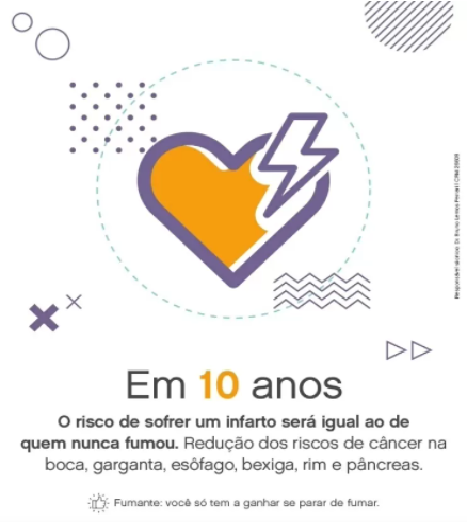 Em 10 anos
O risco de sofrer um infarto será igual ao de
quem nunca fumou. Redução dos riscos de câncer na
boca, garganta, esôfago, bexiga, rim e pâncreas.
Fumante: você só tem a ganhar se parar de fumar.